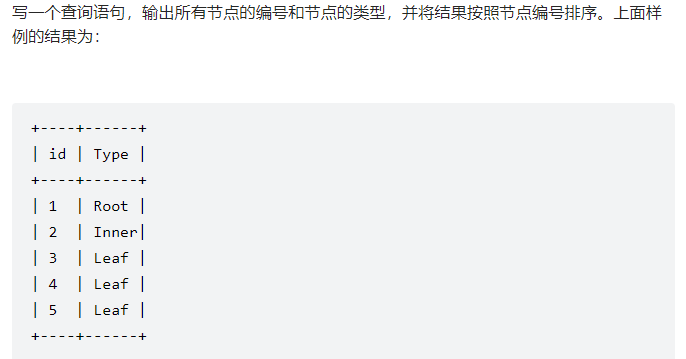 写一个查询语句，输出所有节点的编号和节点的类型，并将结果按照节点编号排序。上面样
例的结果为：
+----+------+
| id | Type |
+----+------+
| 1  | Root |
| 2  | Inner|
| 3  | Leaf |
| 4  | Leaf |
| 5  | Leaf |
+----+------+